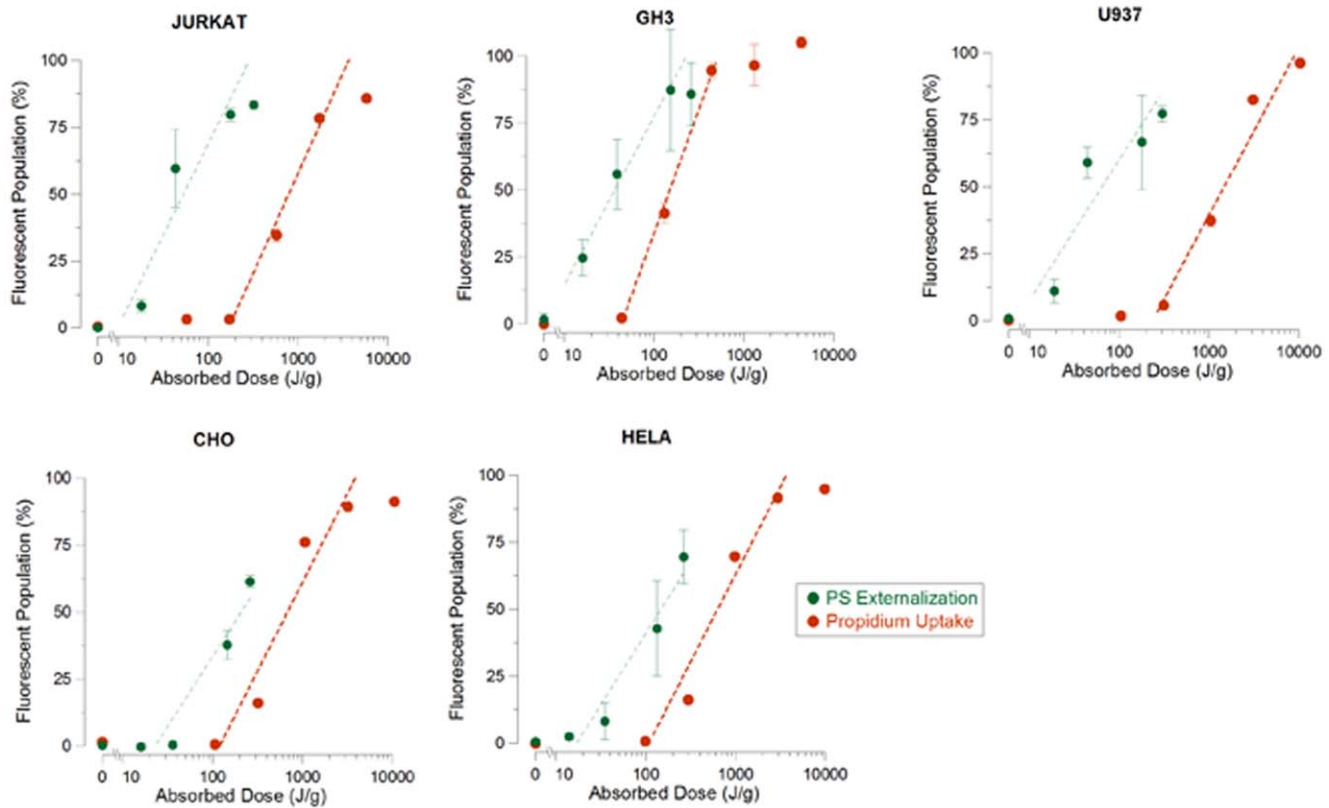 JURKAT
Fluorescent Population (%)
100
75
50
25
0
0 10 100 1000 10000
Absorbed Dose (J/g)
GH3
Fluorescent Population (%)
100
75
50
25
0
0 10 100 1000 10000
Absorbed Dose (J/g)
U937
Fluorescent Population (%)
100
75
50
25
0
0 10 100 1000 10000
Absorbed Dose (J/g)
CHO
Fluorescent Population (%)
100
75
50
25
0
0 10 100 1000 10000
Absorbed Dose (J/g)
HELA
Fluorescent Population (%)
100
75
50
25
0
0 10 100 1000 10000
Absorbed Dose (J/g)
PS Externalization
Propidium Uptake